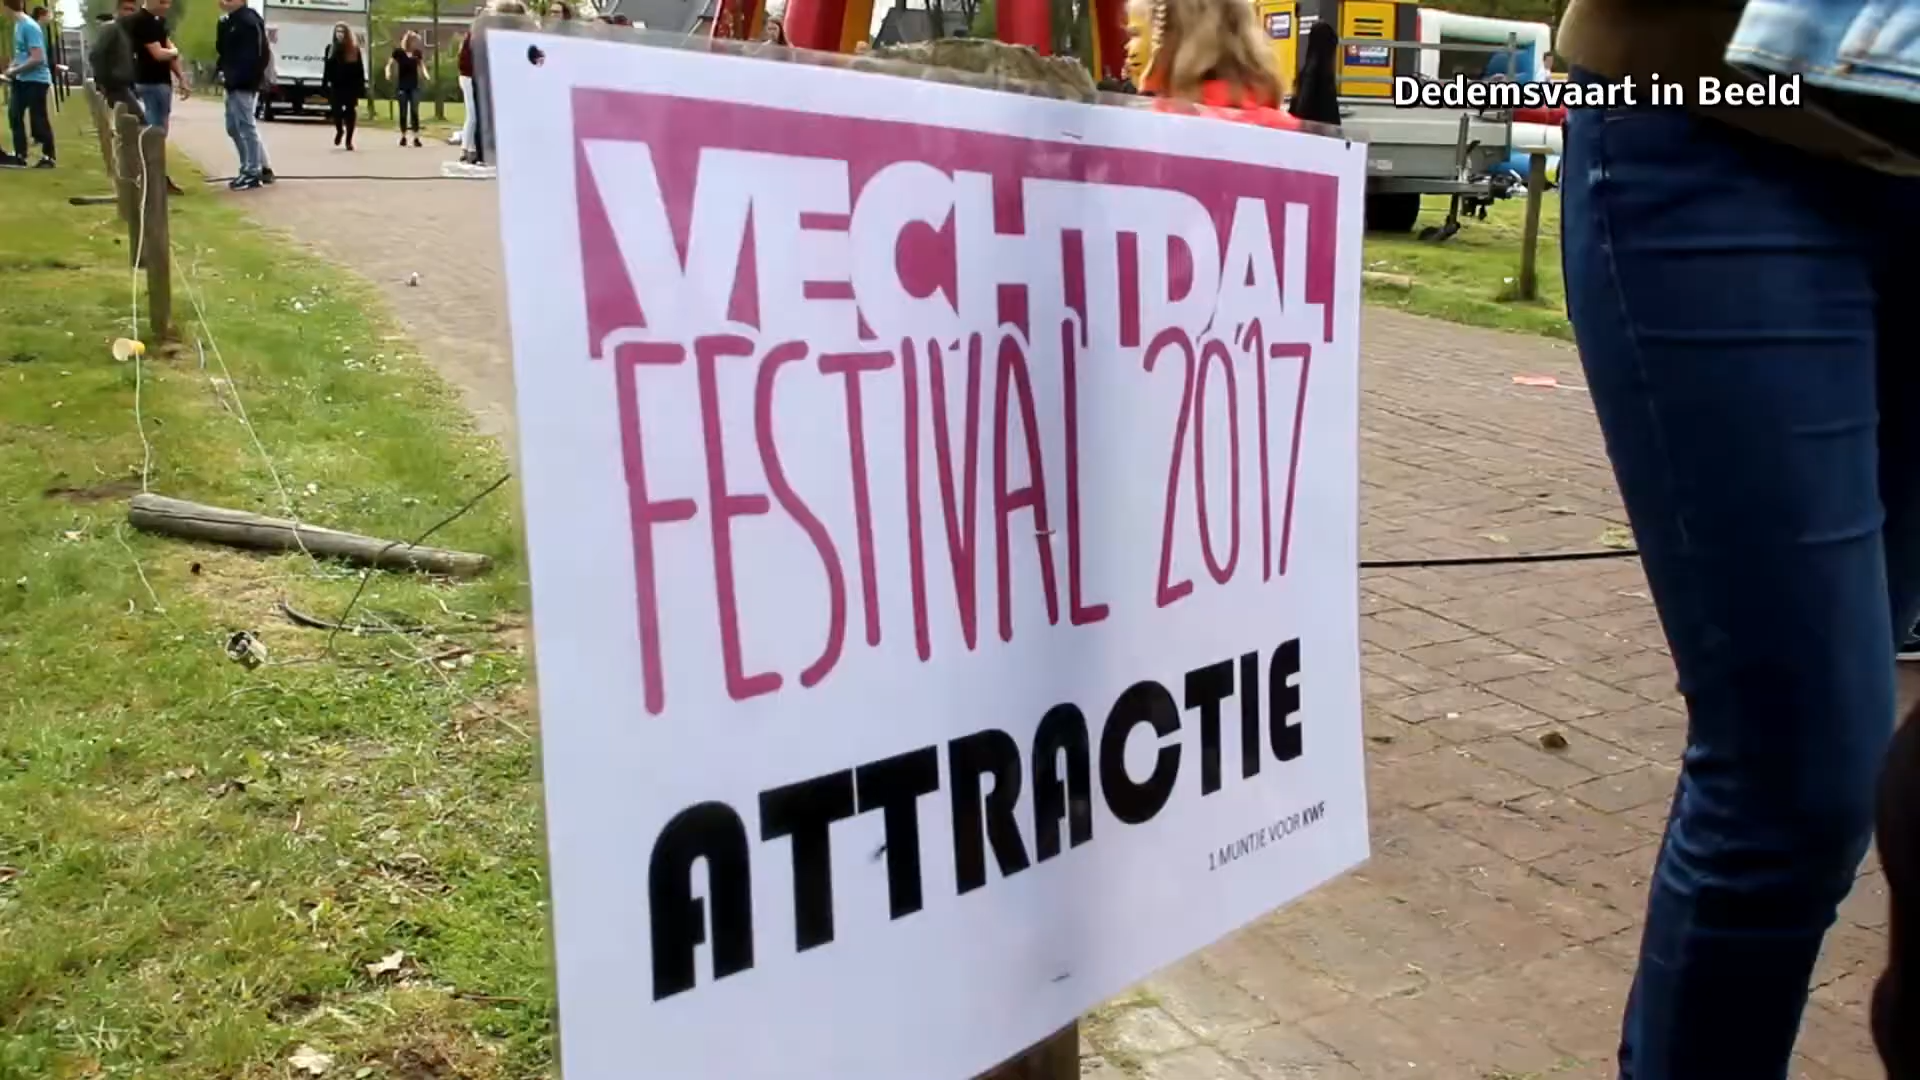 Dedemsvaart in Beeld
VECHTDAL
FESTIVAL 2017
ATTRACTIE
1 MUNTJE VOOR KWF